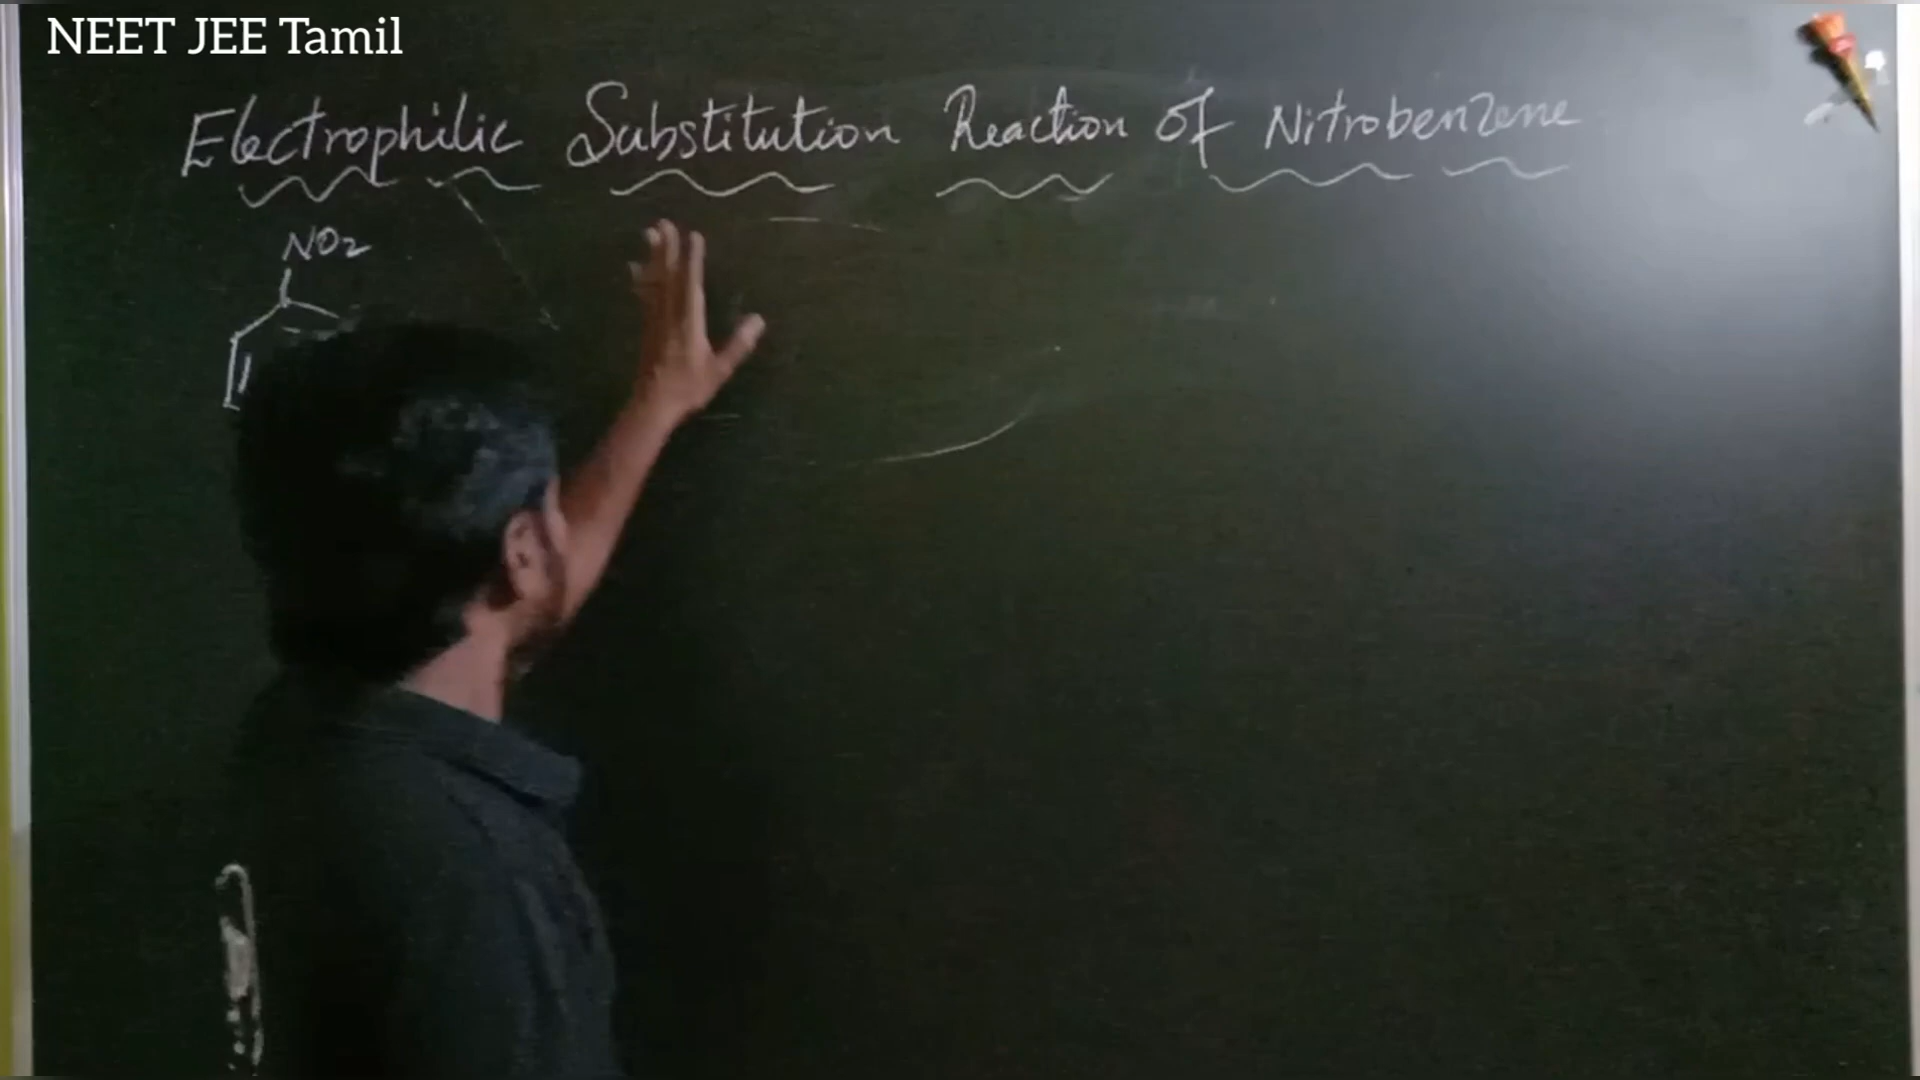 NEET JEE Tamil
Electrophilic Substitution Reaction Of Nitrobenzene
NO2